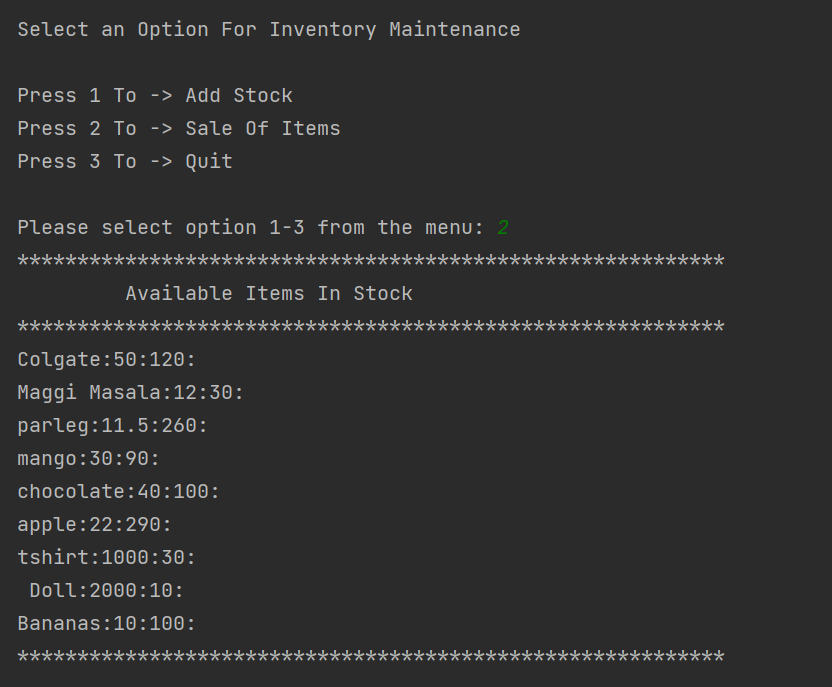 Select an Option For Inventory Maintenance
Press 1 To -> Add Stock
Press 2 To -> Sale Of Items
Press 3 To -> Quit
Please select option 1-3 from the menu: 2
***********************************************************
Available Items In Stock
***********************************************************
Colgate:50:120:
Maggi Masala:12:30:
parleg:11.5:260:
mango:30:90:
chocolate:40:100:
apple:22:290:
tshirt:1000:30:
 Doll:2000:10:
Bananas:10:100:
***********************************************************